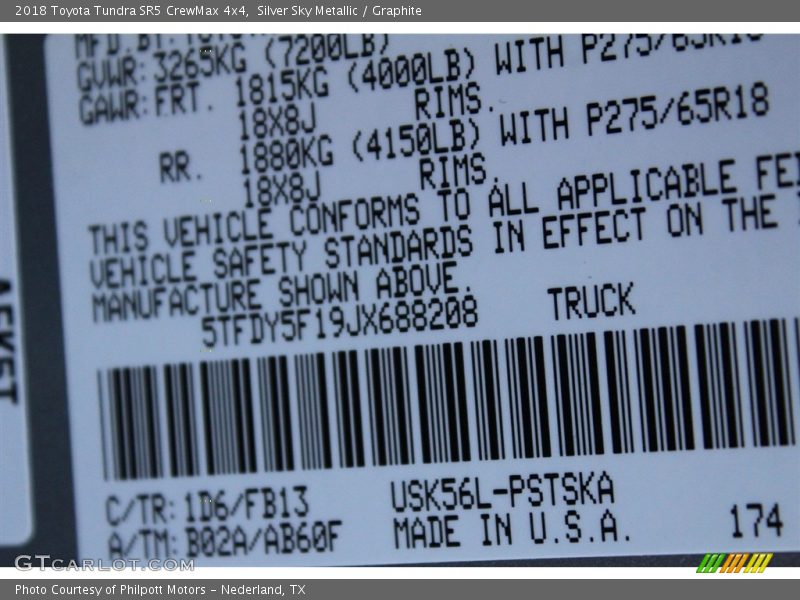 2018 Toyota Tundra SR5 CrewMax 4x4, Silver Sky Metallic / Graphite
MFD.BY:
GVWR:3265KG (7200LB)
GAWR:FRT. 1815KG (4000LB) WITH P275/65R18
18X8J RIMS.
RR. 1880KG (4150LB) WITH P275/65R18
18X8J RIMS.
THIS VEHICLE CONFORMS TO ALL APPLICABLE FE
VEHICLE SAFETY STANDARDS IN EFFECT ON THE
MANUFACTURE SHOWN ABOVE.
5TFDY5F19JX688208 TRUCK
C/TR:1D6/FB13 USK56L-PSTSKA
A/TM:B02A/AB60F MADE IN U.S.A. 174
GTCarLot.com
Photo Courtesy of Philpott Motors - Nederland, TX